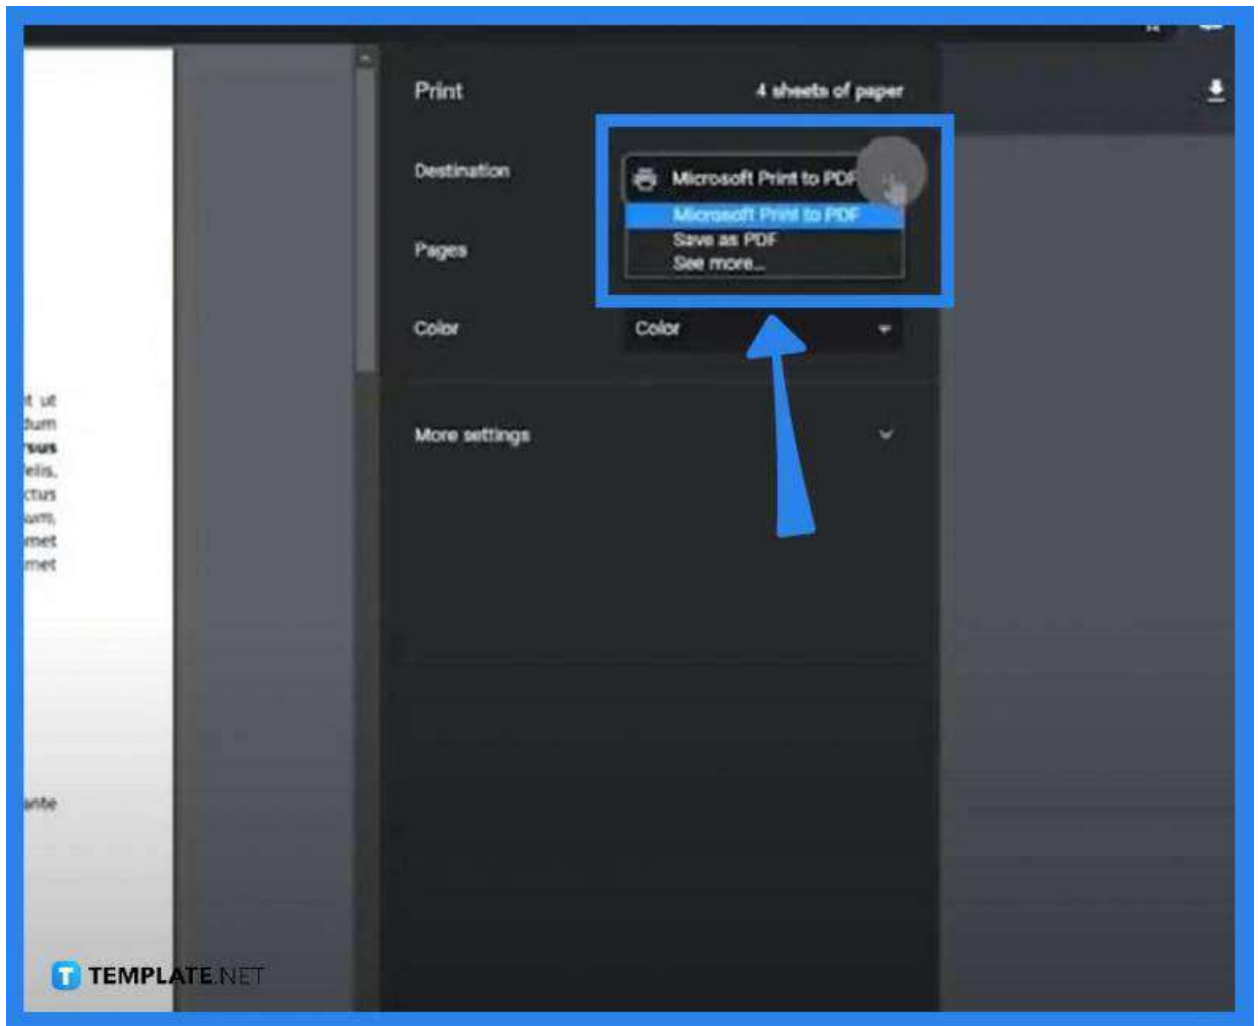 Print
4 sheets of paper
Destination
Microsoft Print to PDF
Microsoft Print to PDF
Save as PDF
See more...
Pages
Color
Color
More settings
t ut
dum
rsus
elis,
ctus
um,
met
met
ante
TEMPLATE.NET